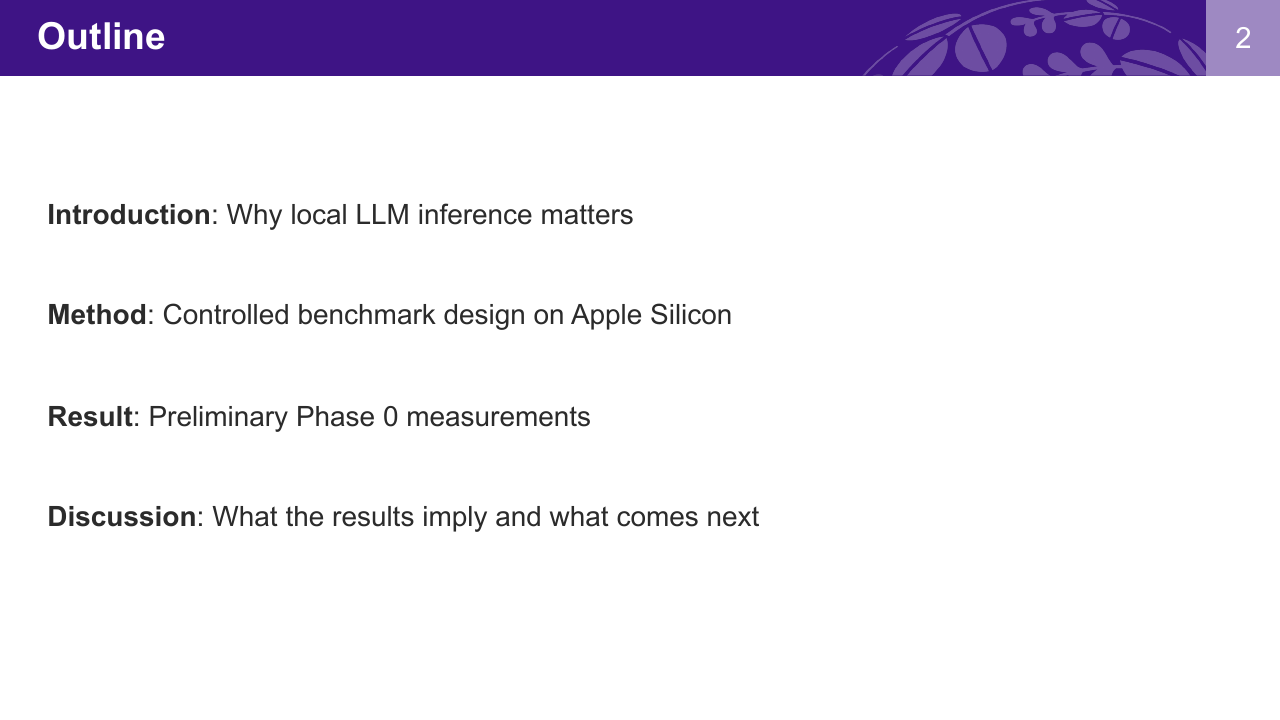 Outline
2
Introduction: Why local LLM inference matters
Method: Controlled benchmark design on Apple Silicon
Result: Preliminary Phase 0 measurements
Discussion: What the results imply and what comes next